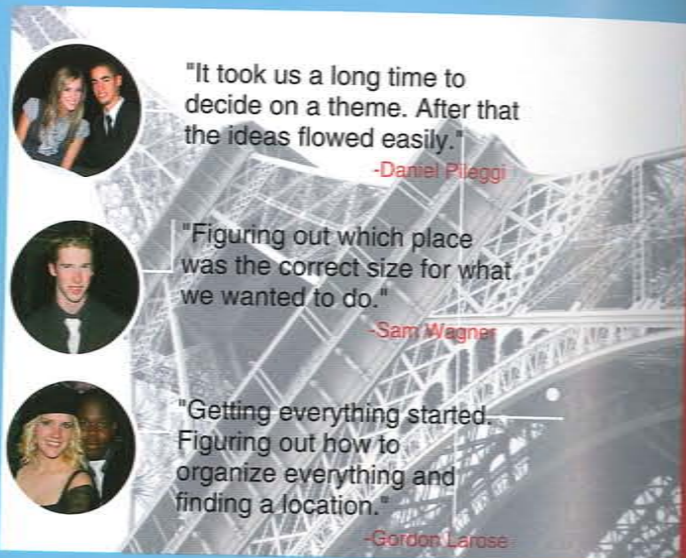 "It took us a long time to
decide on a theme. After that
the ideas flowed easily."
-Daniel Pileggi
"Figuring out which place
was the correct size for what
we wanted to do."
-Sam Wagner
"Getting everything started.
Figuring out how to
organize everything and
finding a location."
-Gordon Larose